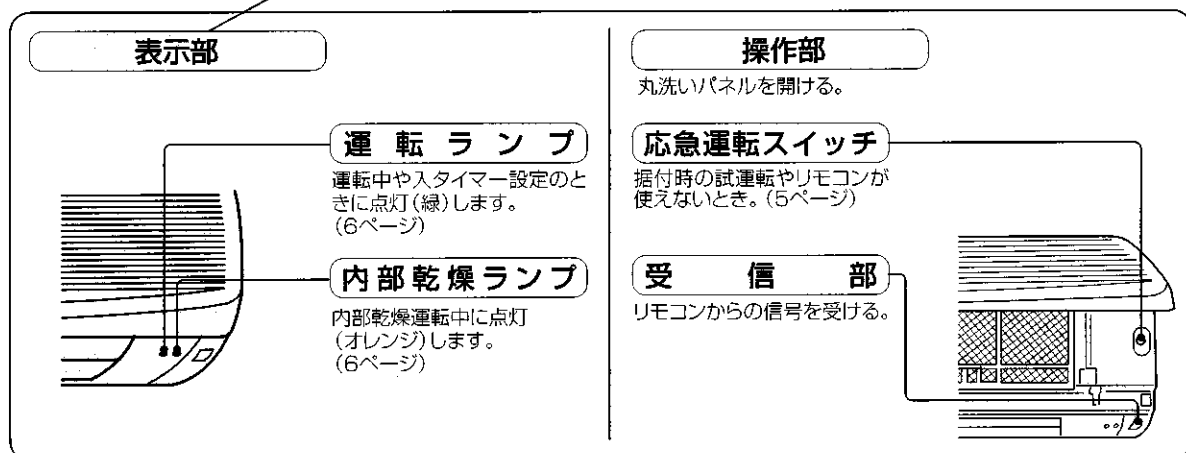 表示部
運転ランプ
運転中や入タイマー設定のと
きに点灯(緑)します。
(6ページ)
内部乾燥ランプ
内部乾燥運転中に点灯
(オレンジ)します。
(6ページ)
操作部
丸洗いパネルを開ける。
応急運転スイッチ
据付時の試運転やリモコンが
使えないとき。(5ページ)
受信部
リモコンからの信号を受ける。